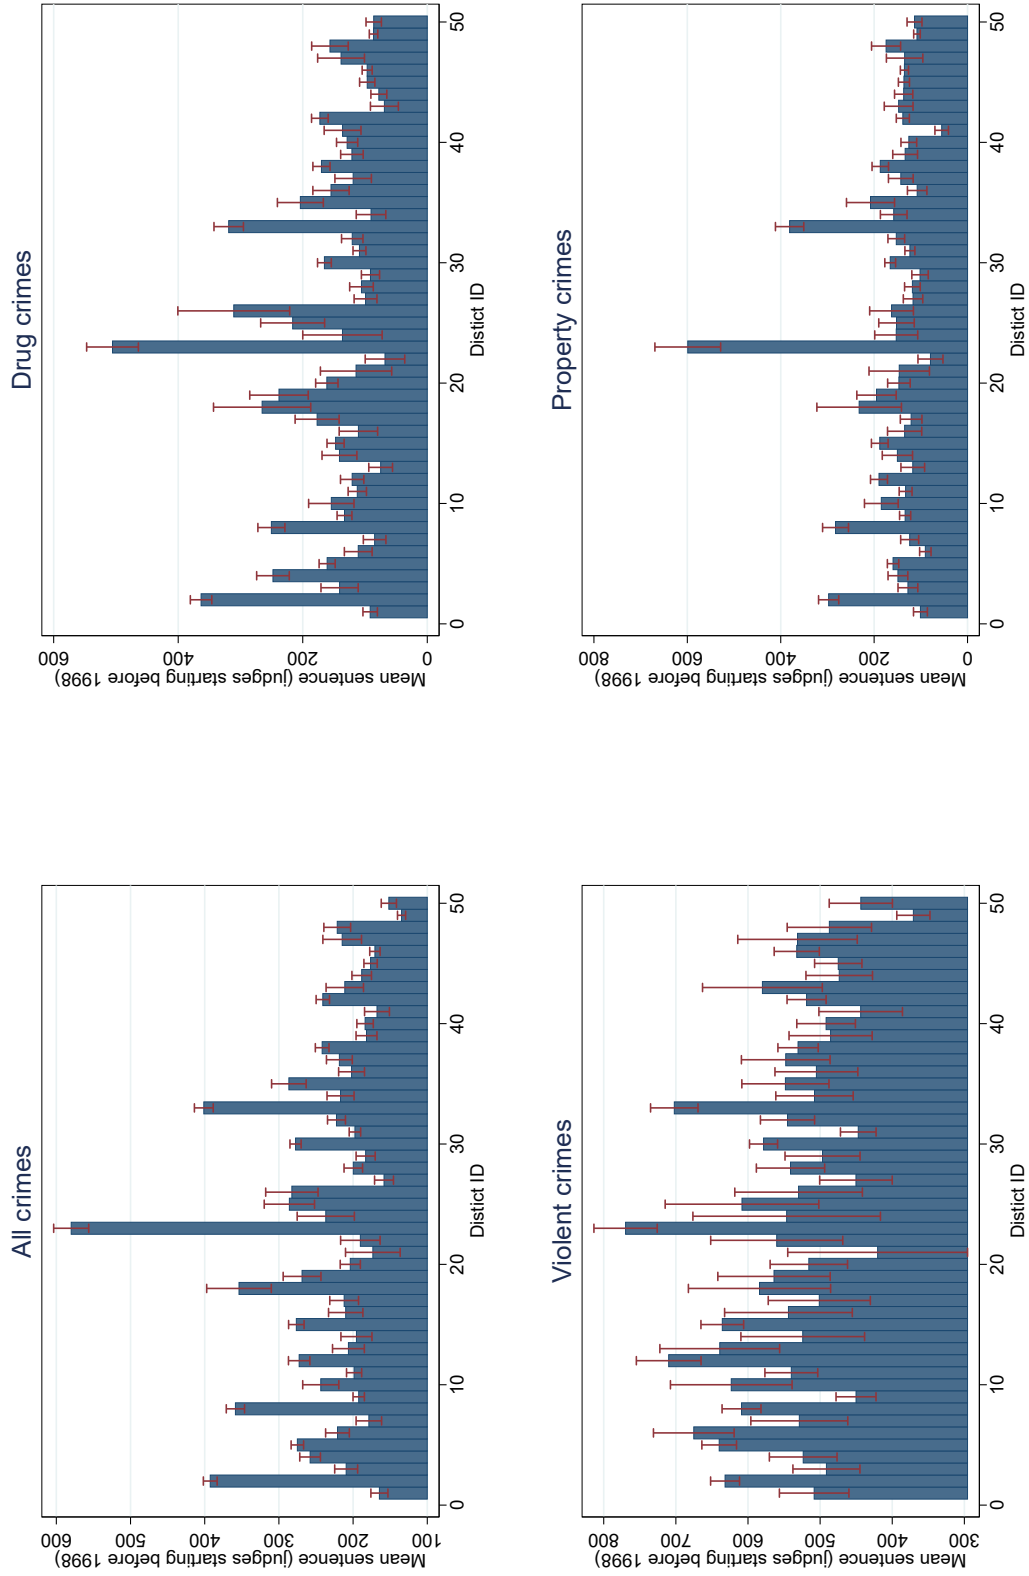 All crimes
Mean sentence (judges starting before 1998)
600
500
400
300
200
100
0 10 20 30 40 50
Distict ID
Drug crimes
Mean sentence (judges starting before 1998)
600
400
200
0
0 10 20 30 40 50
Distict ID
Violent crimes
Mean sentence (judges starting before 1998)
800
700
600
500
400
300
0 10 20 30 40 50
Distict ID
Property crimes
Mean sentence (judges starting before 1998)
800
600
400
200
0
0 10 20 30 40 50
Distict ID